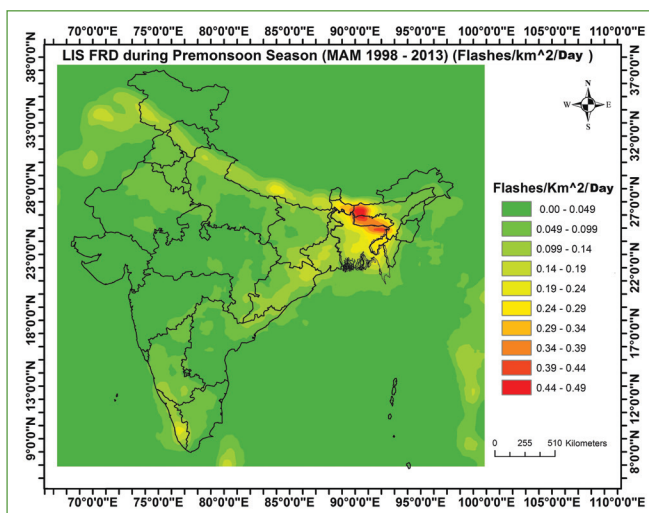 70°0'0"E 75°0'0"E 80°0'0"E 85°0'0"E 90°0'0"E 95°0'0"E 100°0'0"E 105°0'0"E 110°0'0"E
LIS FRD during Premonsoon Season (MAM 1998 - 2013) (Flashes/km^2/Day )
38°0'0"N
33°0'0"N
28°0'0"N
23°0'0"N
18°0'0"N
13°0'0"N
9°0'0"N
N
W E
S
Flashes/Km^2/Day
0.00 - 0.049
0.049 - 0.099
0.099 - 0.14
0.14 - 0.19
0.19 - 0.24
0.24 - 0.29
0.29 - 0.34
0.34 - 0.39
0.39 - 0.44
0.44 - 0.49
0 255 510 Kilometers
37°0'0"N
32°0'0"N
27°0'0"N
22°0'0"N
17°0'0"N
12°0'0"N
8°0'0"N
70°0'0"E 75°0'0"E 80°0'0"E 85°0'0"E 90°0'0"E 95°0'0"E 100°0'0"E 105°0'0"E 110°0'0"E